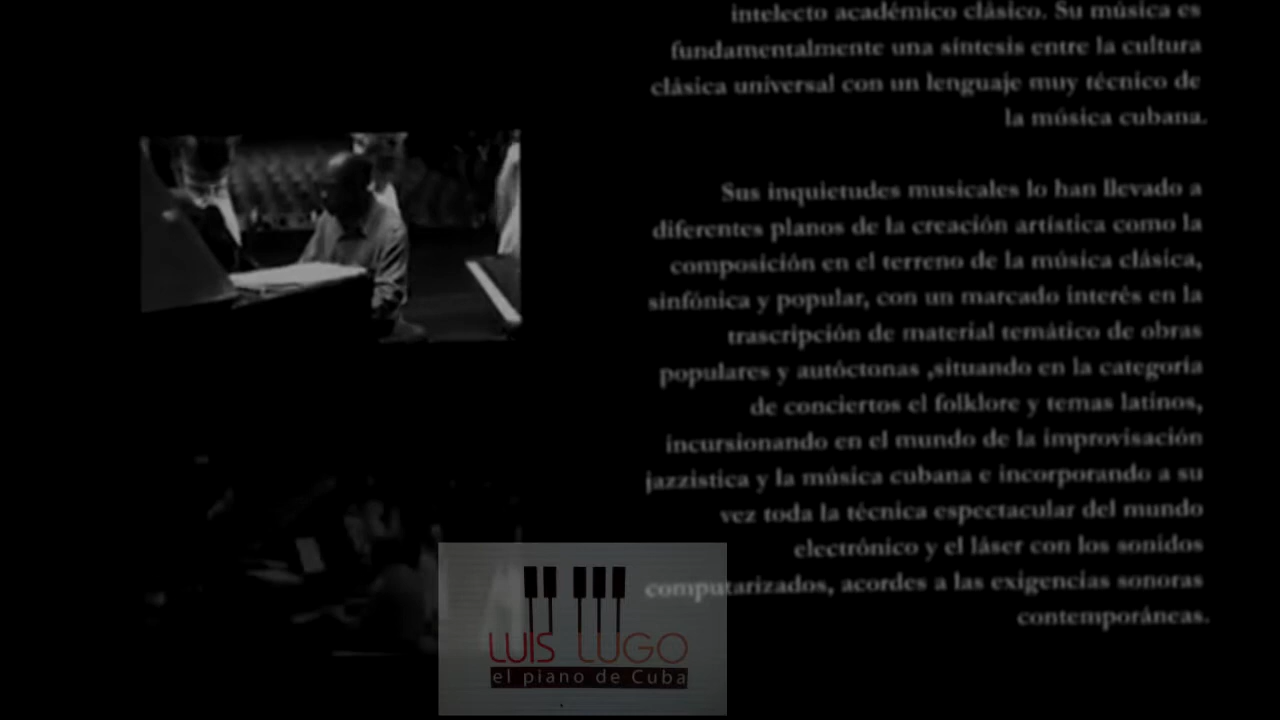 intelecto académico clásico. Su música es
fundamentalmente una síntesis entre la cultura
clásica universal con un lenguaje muy técnico de
la música cubana.
Sus inquietudes musicales lo han llevado a
diferentes planos de la creación artística como la
composición en el terreno de la música clásica,
sinfónica y popular, con un marcado interés en la
trascripción de material temático de obras
populares y autóctonas ,situando en la categoría
de conciertos el folklore y temas latinos,
incursionando en el mundo de la improvisación
jazzistica y la música cubana e incorporando a su
vez toda la técnica espectacular del mundo
electrónico y el láser con los sonidos
computarizados, acordes a las exigencias sonoras
contemporáneas.
LUIS LUGO
el piano de Cuba